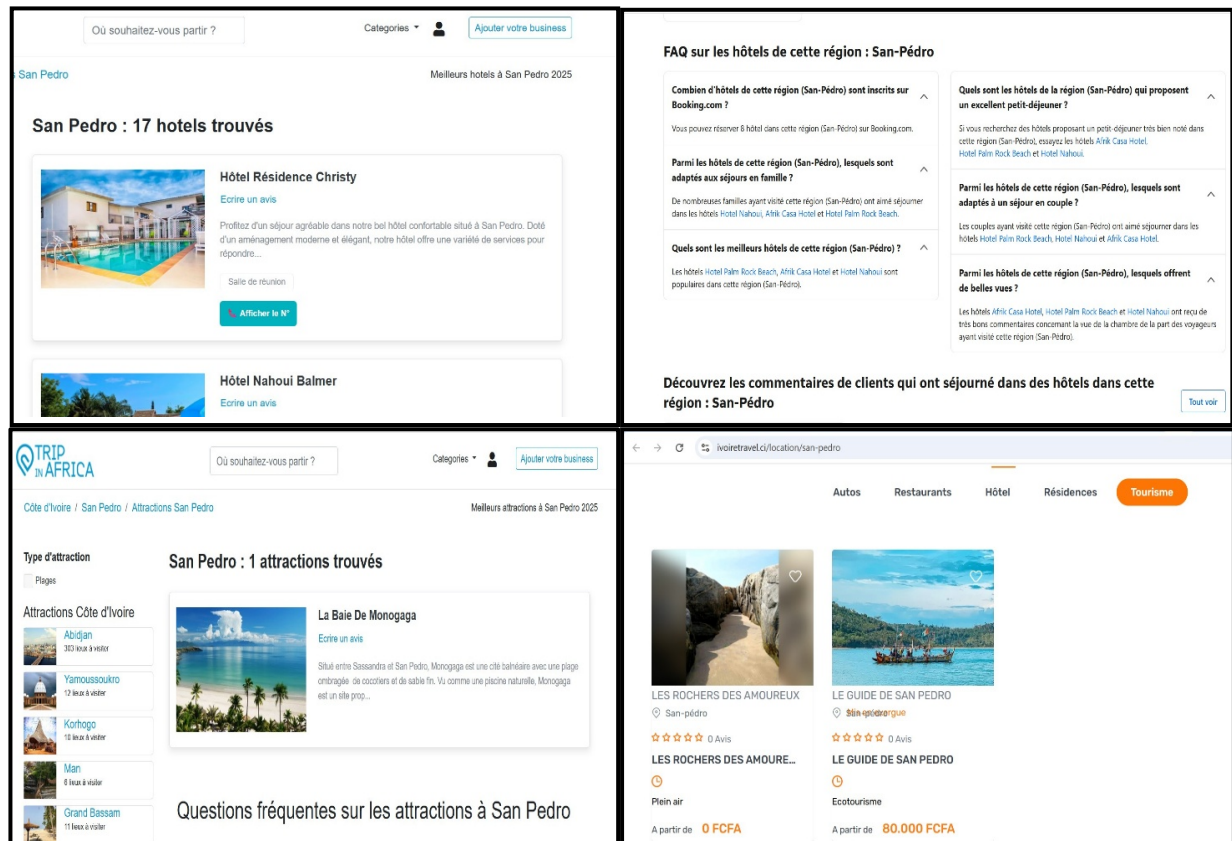 Où souhaitez-vous partir ?
Categories
Ajouter votre business
San Pedro
Meilleurs hotels à San Pedro 2025
San Pedro : 17 hotels trouvés
Hôtel Résidence Christy
Ecrire un avis
Profitez d'un séjour agréable dans notre bel hôtel confortable situé à San Pedro. Doté
d'un aménagement moderne et élégant, notre hôtel offre une variété de services pour
répondre...
Salle de réunion
Afficher le N°
Hôtel Nahoui Balmer
Ecrire un avis
FAQ sur les hôtels de cette région : San-Pédro
Combien d'hôtels de cette région (San-Pédro) sont inscrits sur
Booking.com ?
Vous pouvez réserver 8 hôtel dans cette région (San-Pédro) sur Booking.com.
Parmi les hôtels de cette région (San-Pédro), lesquels sont
adaptés aux séjours en famille ?
De nombreuses familles ayant visité cette région (San-Pédro) ont aimé séjourner
dans les hôtels Hotel Nahoui, Afrik Casa Hotel et Hotel Palm Rock Beach.
Quels sont les meilleurs hôtels de cette région (San-Pédro) ?
Les hôtels Hotel Palm Rock Beach, Afrik Casa Hotel et Hotel Nahoui sont
populaires dans cette région (San-Pédro).
Quels sont les hôtels de la région (San-Pédro) qui proposent
un excellent petit-déjeuner ?
Si vous recherchez des hôtels proposant un petit-déjeuner très bien noté dans
cette région (San-Pédro), essayez les hôtels Afrik Casa Hotel,
Hotel Palm Rock Beach et Hotel Nahoui.
Parmi les hôtels de cette région (San-Pédro), lesquels sont
adaptés à un séjour en couple ?
Les couples ayant visité cette région (San-Pédro) ont aimé séjourner dans les
hôtels Hotel Palm Rock Beach, Hotel Nahoui et Afrik Casa Hotel.
Parmi les hôtels de cette région (San-Pédro), lesquels offrent
de belles vues ?
Les hôtels Afrik Casa Hotel, Hotel Palm Rock Beach et Hotel Nahoui ont reçu de
très bons commentaires concernant la vue de la chambre de la part des voyageurs
ayant visité cette région (San-Pédro).
Découvrez les commentaires de clients qui ont séjourné dans des hôtels dans cette
région : San-Pédro
Tout voir
TRIP
IN AFRICA
Où souhaitez-vous partir ?
Categories
Ajouter votre business
Côte d'Ivoire / San Pedro / Attractions San Pedro
Meilleurs attractions à San Pedro 2025
Type d'attraction
Plages
Attractions Côte d'Ivoire
Abidjan
303 lieux à visiter
Yamoussoukro
12 lieux à visiter
Korhogo
10 lieux à visiter
Man
8 lieux à visiter
Grand Bassam
11 lieux à visiter
San Pedro : 1 attractions trouvés
La Baie De Monogaga
Ecrire un avis
Situé entre Sassandra et San Pedro, Monogaga est une cité balnéaire avec une plage
ombragée de cocotiers et de sable fin. Vu comme une piscine naturelle, Monogaga
est un site prop...
Questions fréquentes sur les attractions à San Pedro
ivoiretravel.ci/location/san-pedro
Autos
Restaurants
Hôtel
Résidences
Tourisme
LES ROCHERS DES AMOUREUX
San-pédro
0 Avis
LES ROCHERS DES AMOURE...
Plein air
A partir de 0 FCFA
LE GUIDE DE SAN PEDRO
San-pédro
0 Avis
LE GUIDE DE SAN PEDRO
Ecotourisme
A partir de 80.000 FCFA